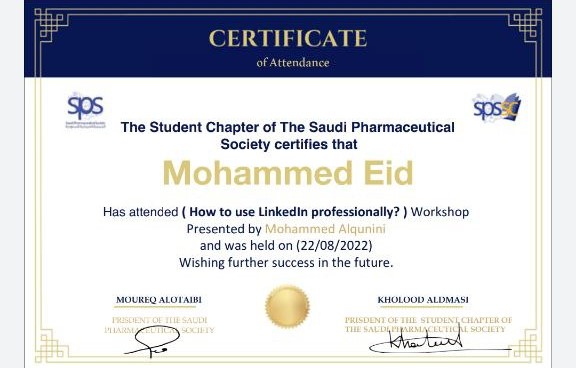 CERTIFICATE
of Attendance
sps
spssc
The Student Chapter of The Saudi Pharmaceutical
Society certifies that
Mohammed Eid
Has attended ( How to use LinkedIn professionally? ) Workshop
Presented by Mohammed Alqunini
and was held on (22/08/2022)
Wishing further success in the future.
MOUREQ ALOTAIBI
PRISDENT OF THE SAUDI
PHARMACEUTICAL SOCIETY
KHOLOOD ALDMASI
PRISDENT OF THE STUDENT CHAPTER OF
THE SAUDI PHARMACEUTICAL SOCIETY